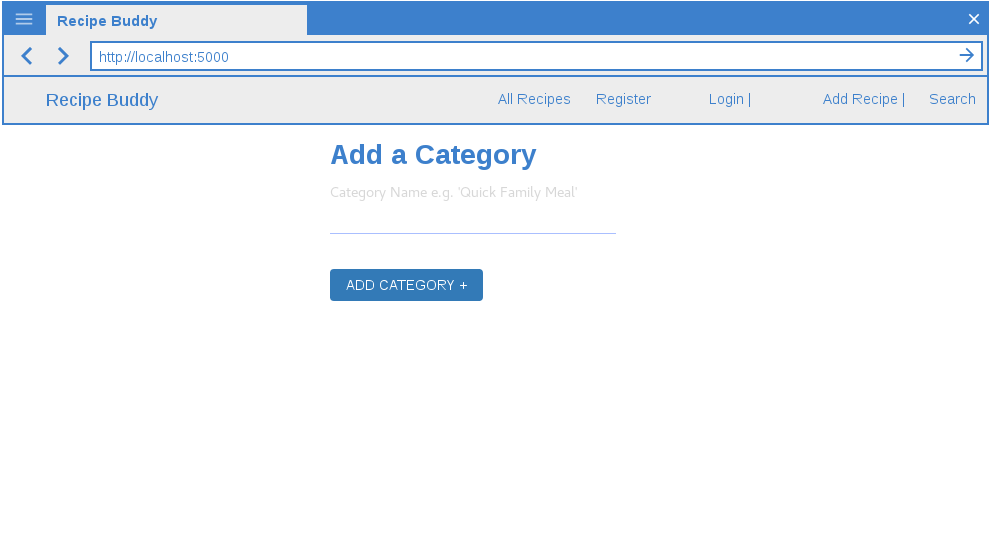 Recipe Buddy
http://localhost:5000
Recipe Buddy All Recipes Register Login | Add Recipe | Search
Add a Category
Category Name e.g. 'Quick Family Meal'
ADD CATEGORY +